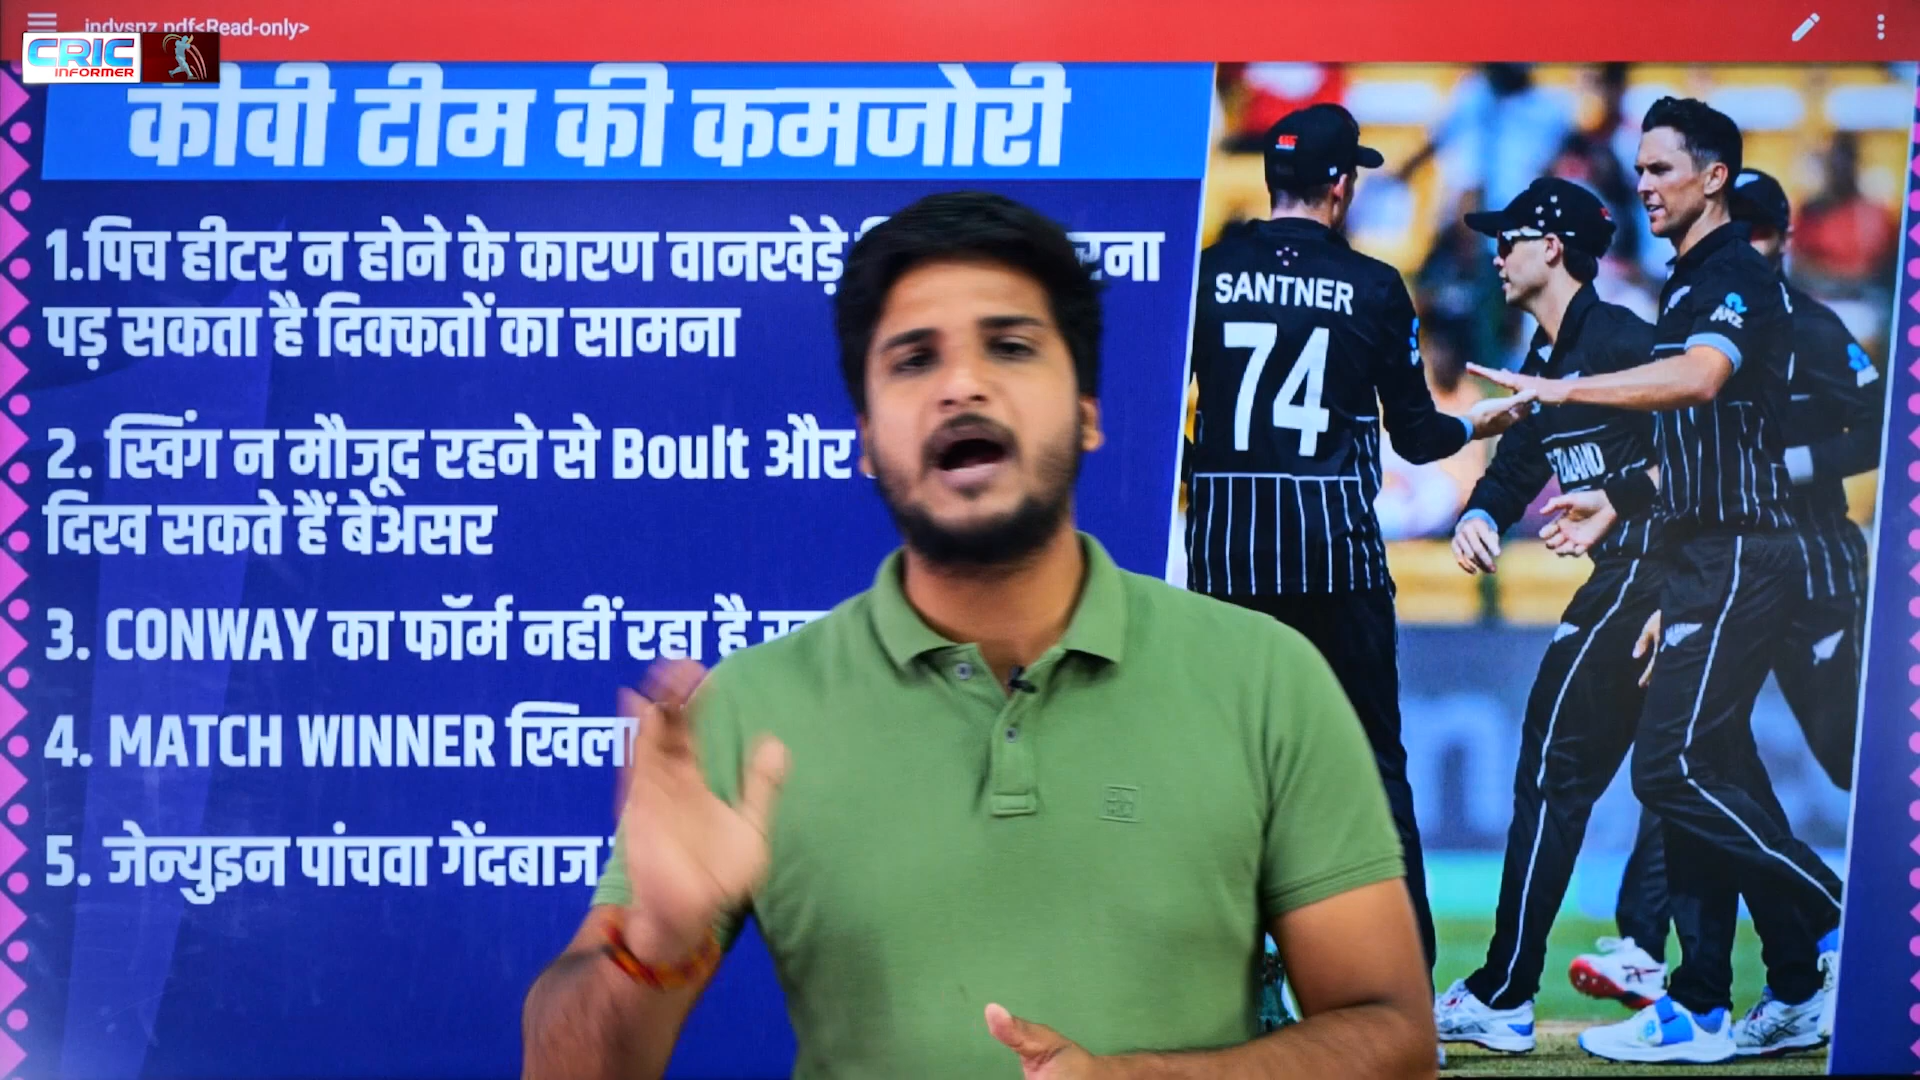 indvsnz.pdf<Read-only>
CRIC
INFORMER
कीवी टीम की कमजोरी
1.पिच हीटर न होने के कारण वानखेड़े
पड़ सकता है दिक्कतों का सामना
2. स्विंग न मौजूद रहने से Boult और
दिख सकते हैं बेअसर
3. CONWAY का फॉर्म नहीं रहा है
4. MATCH WINNER
5. जेन्युइन पांचवा गेंदबाज
SANTNER
74
ANZ